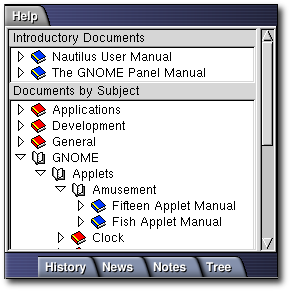 Help
Introductory Documents
Nautilus User Manual
The GNOME Panel Manual
Documents by Subject
Applications
Development
General
GNOME
Applets
Amusement
Fifteen Applet Manual
Fish Applet Manual
Clock
History News Notes Tree